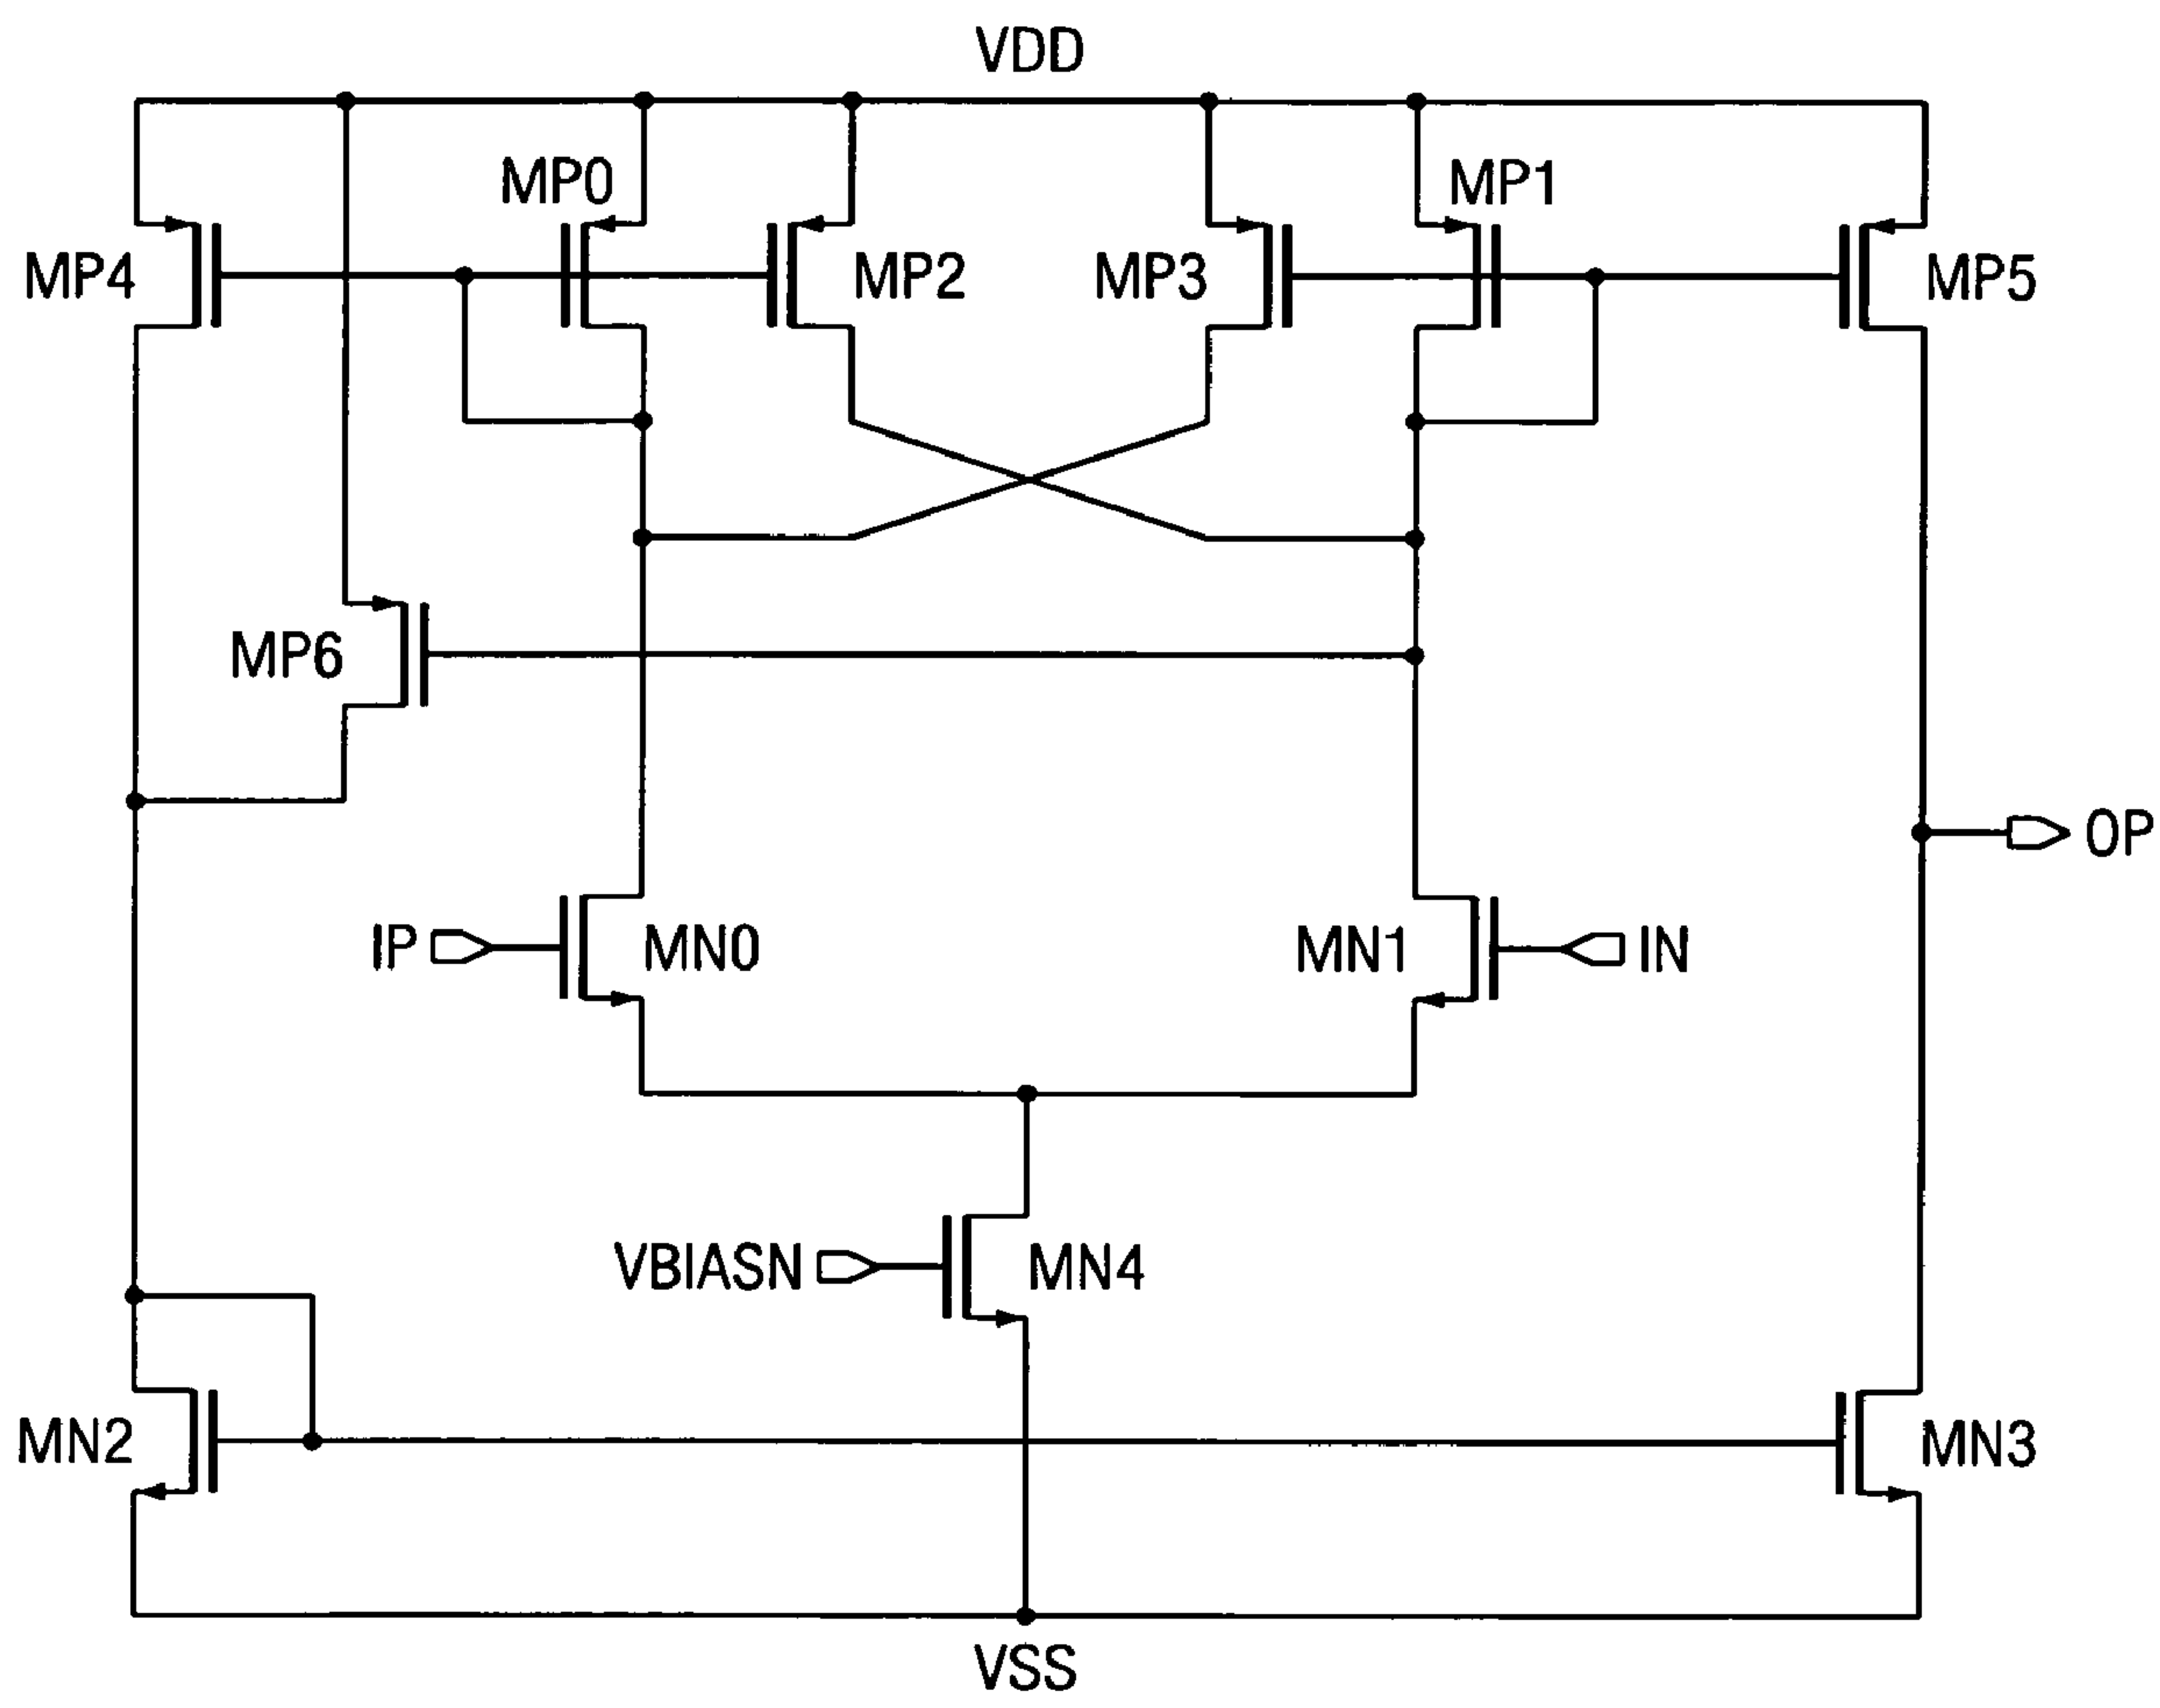 VDD
MP0
MP1
MP4
MP2
MP3
MP5
MP6
OP
IP
MN0
MN1
IN
VBIASN
MN4
MN2
MN3
VSS